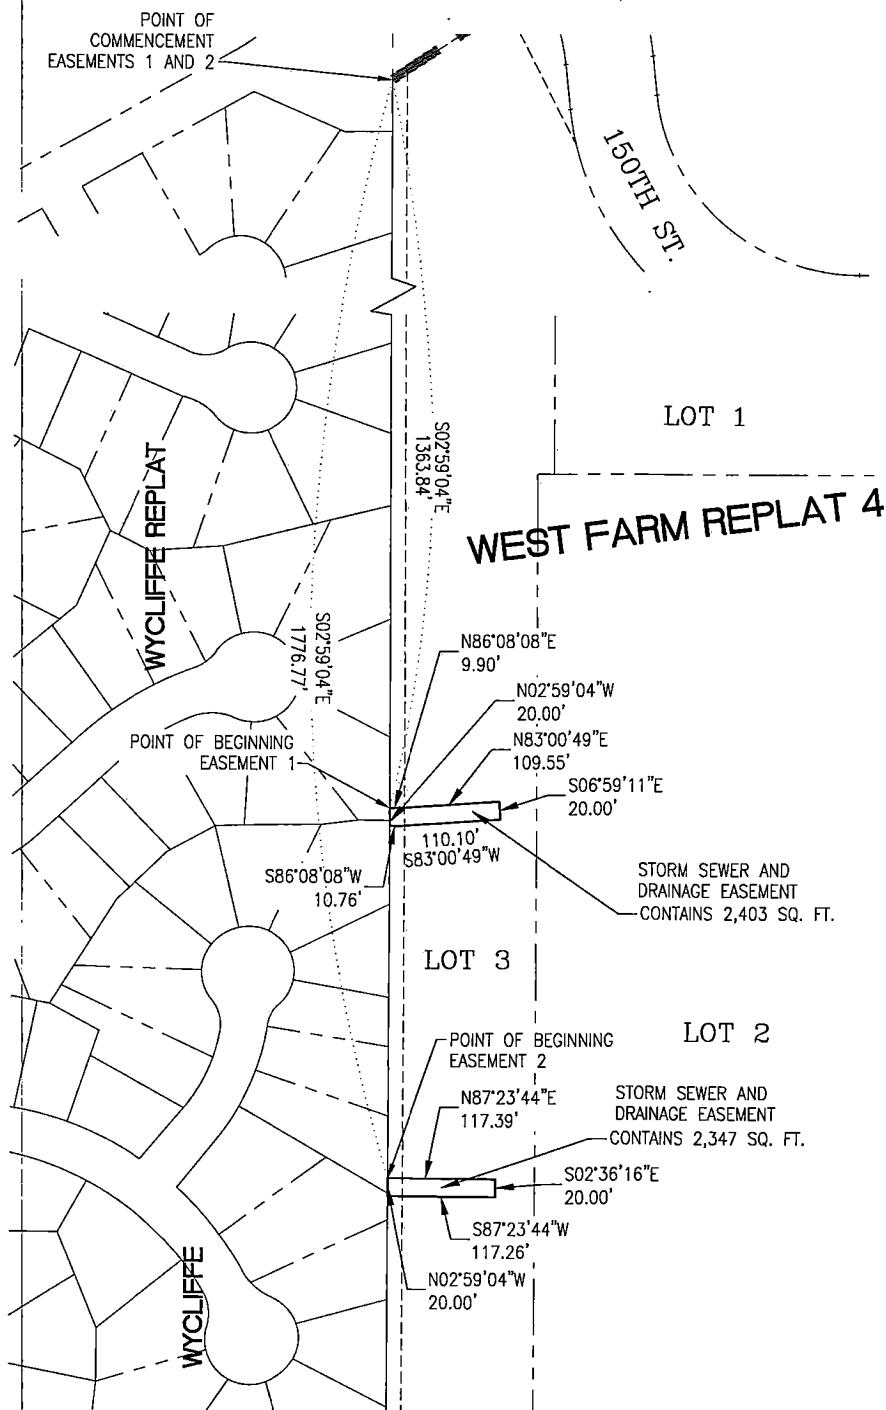 POINT OF
COMMENCEMENT
EASEMENTS 1 AND 2
150TH ST.
LOT 1
WEST FARM REPLAT 4
WYCLIFFE REPLAT
S02°59'04"E
1363.84'
S02°59'04"E
1776.77'
N86°08'08"E
9.90'
N02°59'04"W
20.00'
N83°00'49"E
109.55'
POINT OF BEGINNING
EASEMENT 1
S06°59'11"E
20.00'
110.10'
S83°00'49"W
S86°08'08"W
10.76'
STORM SEWER AND
DRAINAGE EASEMENT
CONTAINS 2,403 SQ. FT.
LOT 3
LOT 2
POINT OF BEGINNING
EASEMENT 2
N87°23'44"E
117.39'
STORM SEWER AND
DRAINAGE EASEMENT
CONTAINS 2,347 SQ. FT.
S02°36'16"E
20.00'
S87°23'44"W
117.26'
N02°59'04"W
20.00'
WYCLIFFE